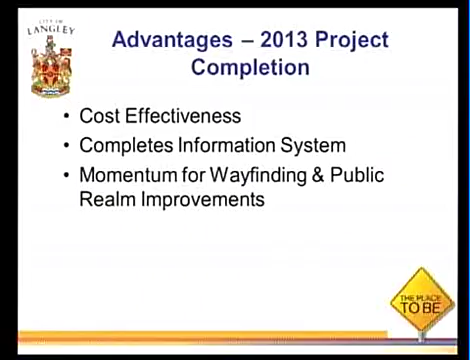 CITY OF
LANGLEY
Advantages – 2013 Project
Completion
• Cost Effectiveness
• Completes Information System
• Momentum for Wayfinding & Public
Realm Improvements
THE PLACE
TO BE